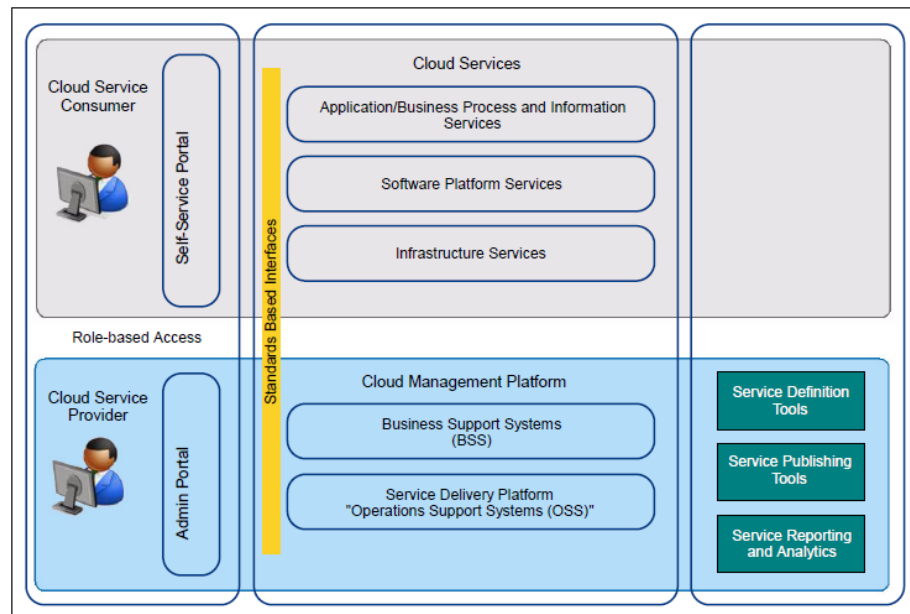 Cloud Service
Consumer
Self-Service Portal
Cloud Services
Application/Business Process and Information
Services
Software Platform Services
Infrastructure Services
Standards Based Interfaces
Role-based Access
Cloud Service
Provider
Admin Portal
Cloud Management Platform
Business Support Systems
(BSS)
Service Delivery Platform
"Operations Support Systems (OSS)"
Service Definition
Tools
Service Publishing
Tools
Service Reporting
and Analytics